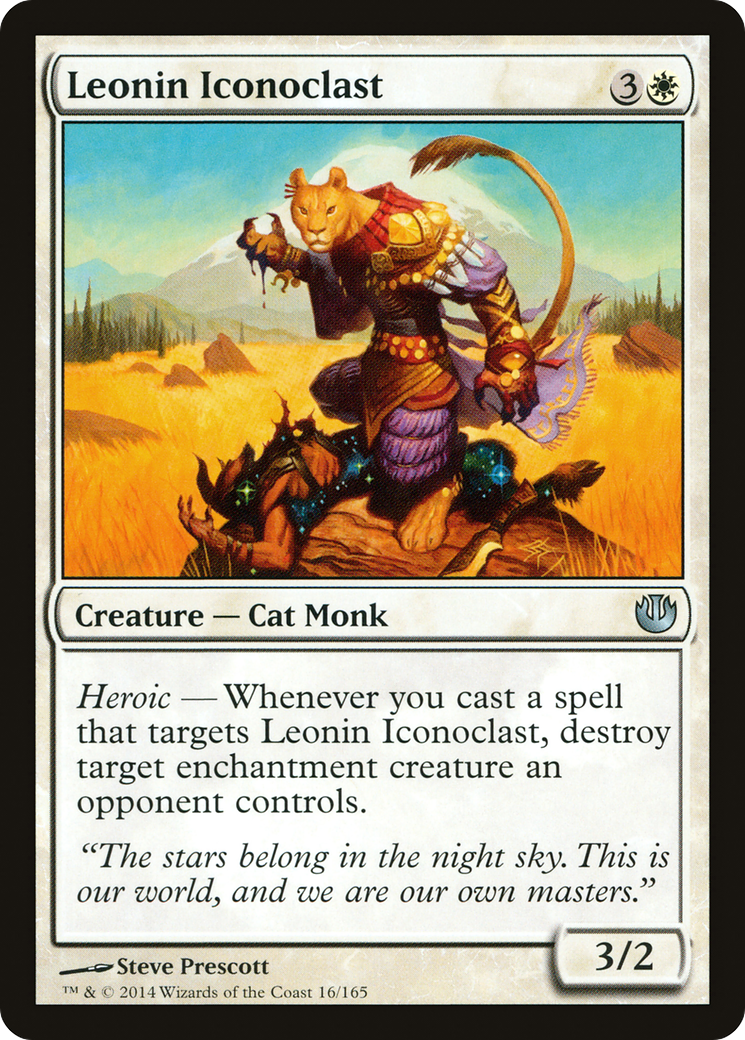 Leonin Iconoclast 3
Creature — Cat Monk
Heroic — Whenever you cast a spell
that targets Leonin Iconoclast, destroy
target enchantment creature an
opponent controls.
“The stars belong in the night sky. This is
our world, and we are our own masters.”
3/2
Steve Prescott
™ & © 2014 Wizards of the Coast 16/165